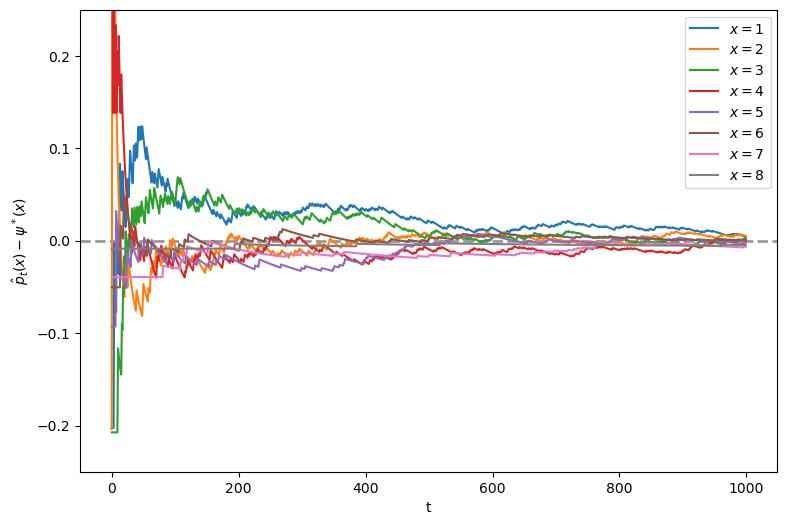 0.2
0.1
0.0
−0.1
−0.2
p̂ₜ(x) − ψ*(x)
0
200
400
600
800
1000
t
x = 1
x = 2
x = 3
x = 4
x = 5
x = 6
x = 7
x = 8